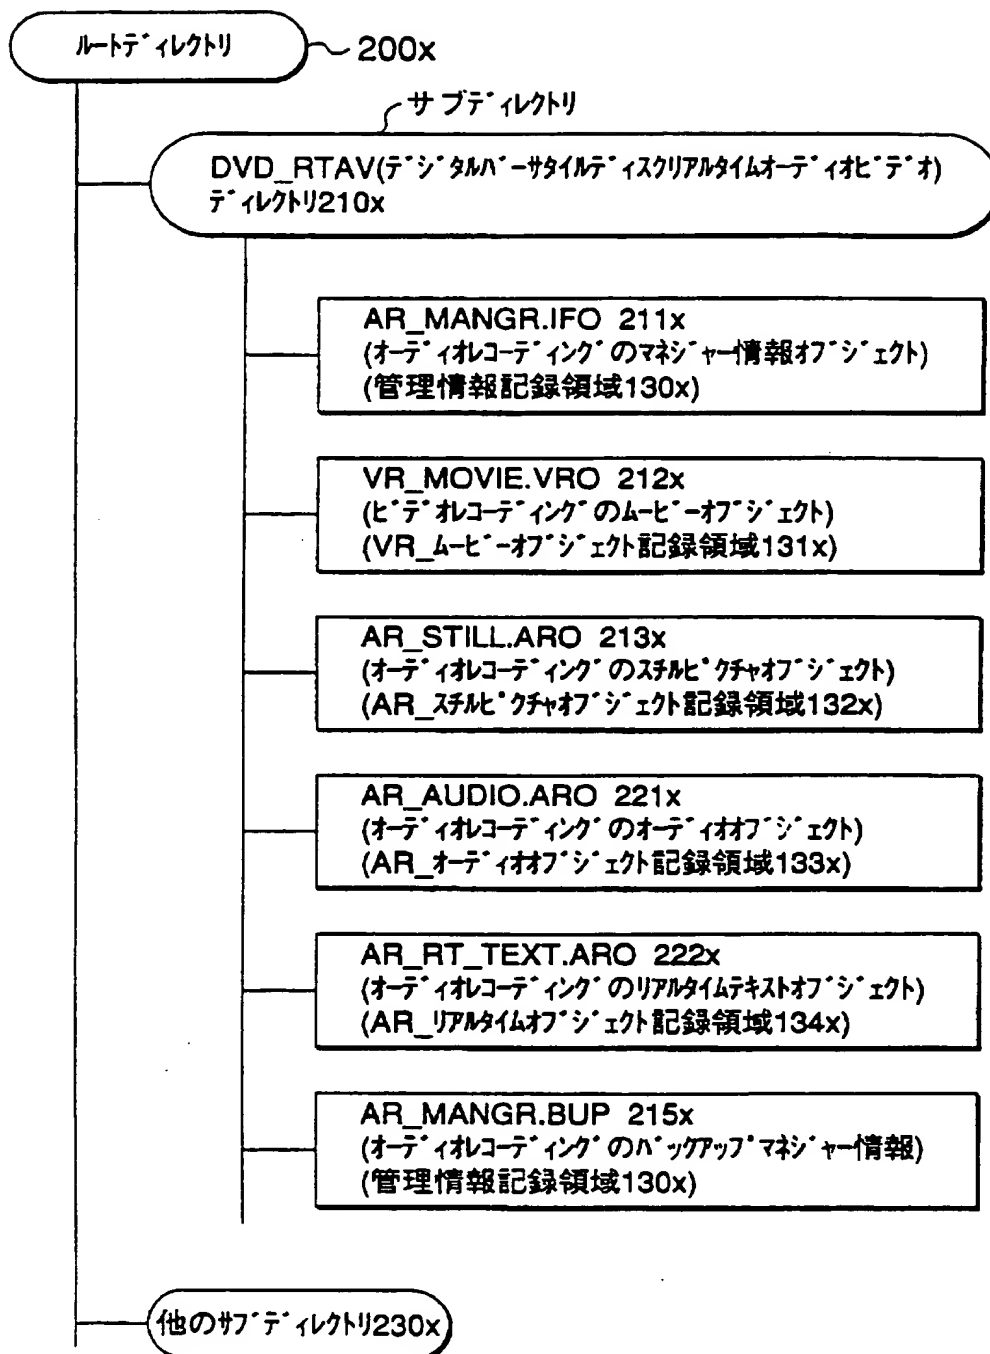 ルートディレクトリ
200x
サブディレクトリ
DVD_RTAV(デジタルバーサタイルディスクリアルタイムオーディオビデオ)
ディレクトリ210x
AR_MANGR.IFO 211x
(オーディオレコーディングのマネジャー情報オブジェクト)
(管理情報記録領域130x)
VR_MOVIE.VRO 212x
(ビデオレコーディングのムービーオブジェクト)
(VR_ムービーオブジェクト記録領域131x)
AR_STILL.ARO 213x
(オーディオレコーディングのスチルピクチャオブジェクト)
(AR_スチルピクチャオブジェクト記録領域132x)
AR_AUDIO.ARO 221x
(オーディオレコーディングのオーディオオブジェクト)
(AR_オーディオオブジェクト記録領域133x)
AR_RT_TEXT.ARO 222x
(オーディオレコーディングのリアルタイムテキストオブジェクト)
(AR_リアルタイムオブジェクト記録領域134x)
AR_MANGR.BUP 215x
(オーディオレコーディングのバックアップマネジャー情報)
(管理情報記録領域130x)
他のサブディレクトリ230x